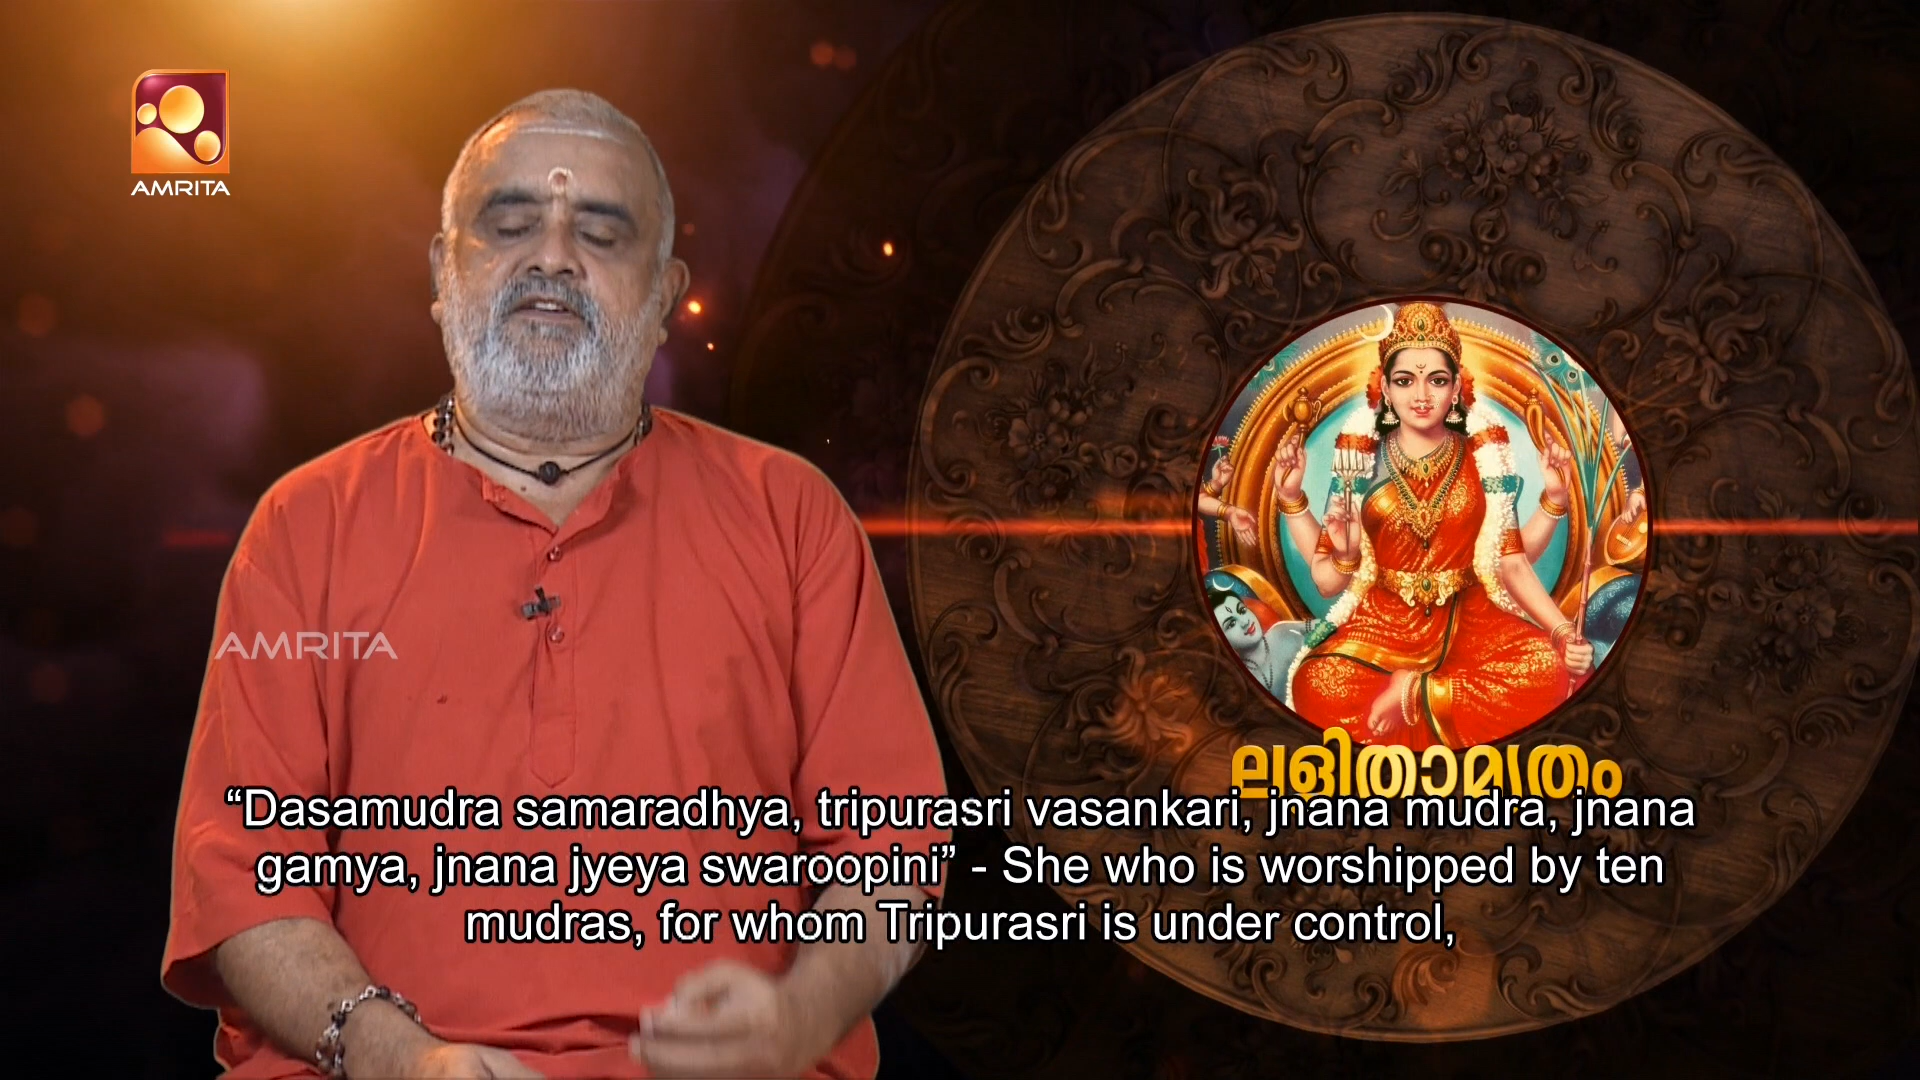 AMRITA
AMRITA
ലളിതാമൃതം
“Dasamudra samaradhya, tripurasri vasankari, jnana mudra, jnana
gamya, jnana jyeya swaroopini” - She who is worshipped by ten
mudras, for whom Tripurasri is under control,